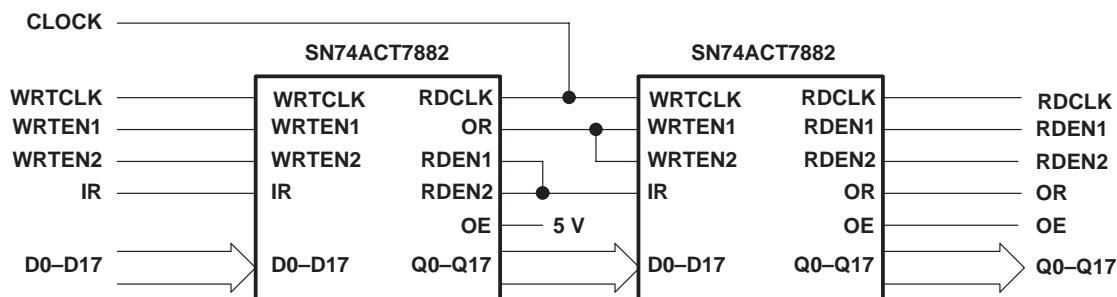 CLOCK
SN74ACT7882 SN74ACT7882
WRTCLK WRTCLK RDCLK WRTCLK RDCLK RDCLK
WRTEN1 WRTEN1 OR WRTEN1 RDEN1 RDEN1
WRTEN2 WRTEN2 RDEN1 WRTEN2 RDEN2 RDEN2
IR IR RDEN2 IR OR OR
OE 5 V OE OE
D0–D17 D0–D17 Q0–Q17 D0–D17 Q0–Q17 Q0–Q17